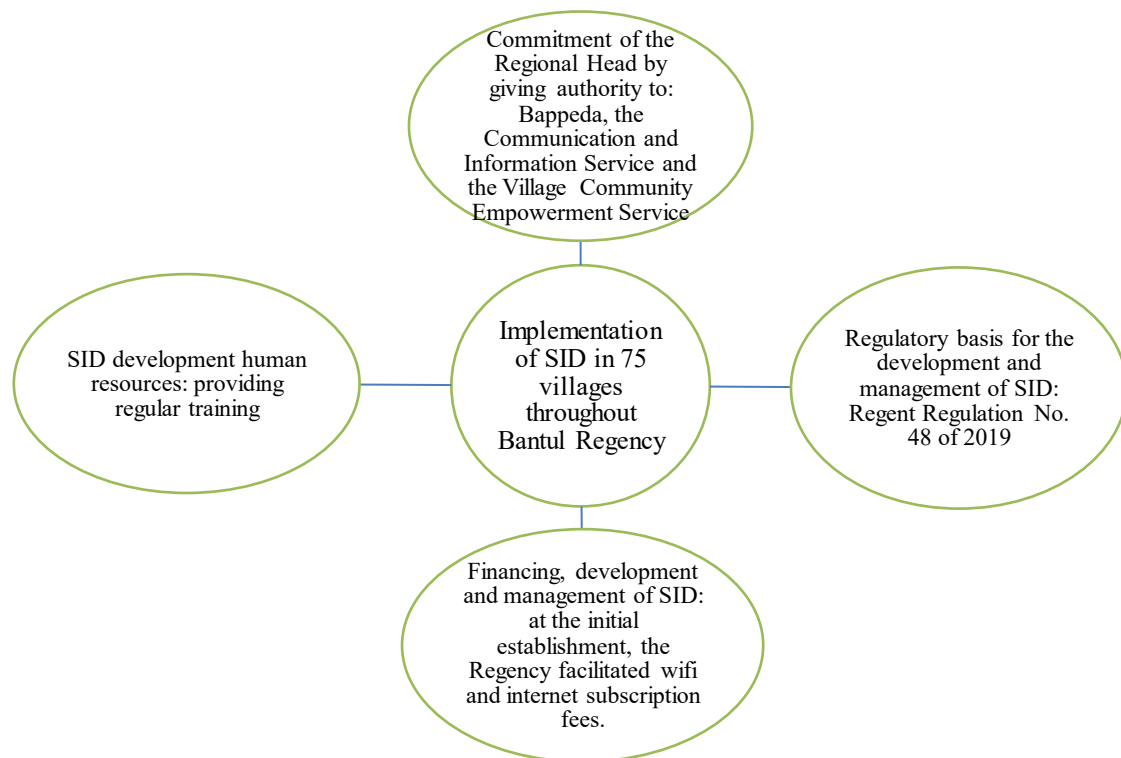 Commitment of the
Regional Head by
giving authority to:
Bappeda, the
Communication and
Information Service and
the Village Community
Empowerment Service
SID development human
resources: providing
regular training
Implementation
of SID in 75
villages
throughout
Bantul Regency
Regulatory basis for the
development and
management of SID:
Regent Regulation No.
48 of 2019
Financing, development
and management of SID:
at the initial
establishment, the
Regency facilitated wifi
and internet subscription
fees.